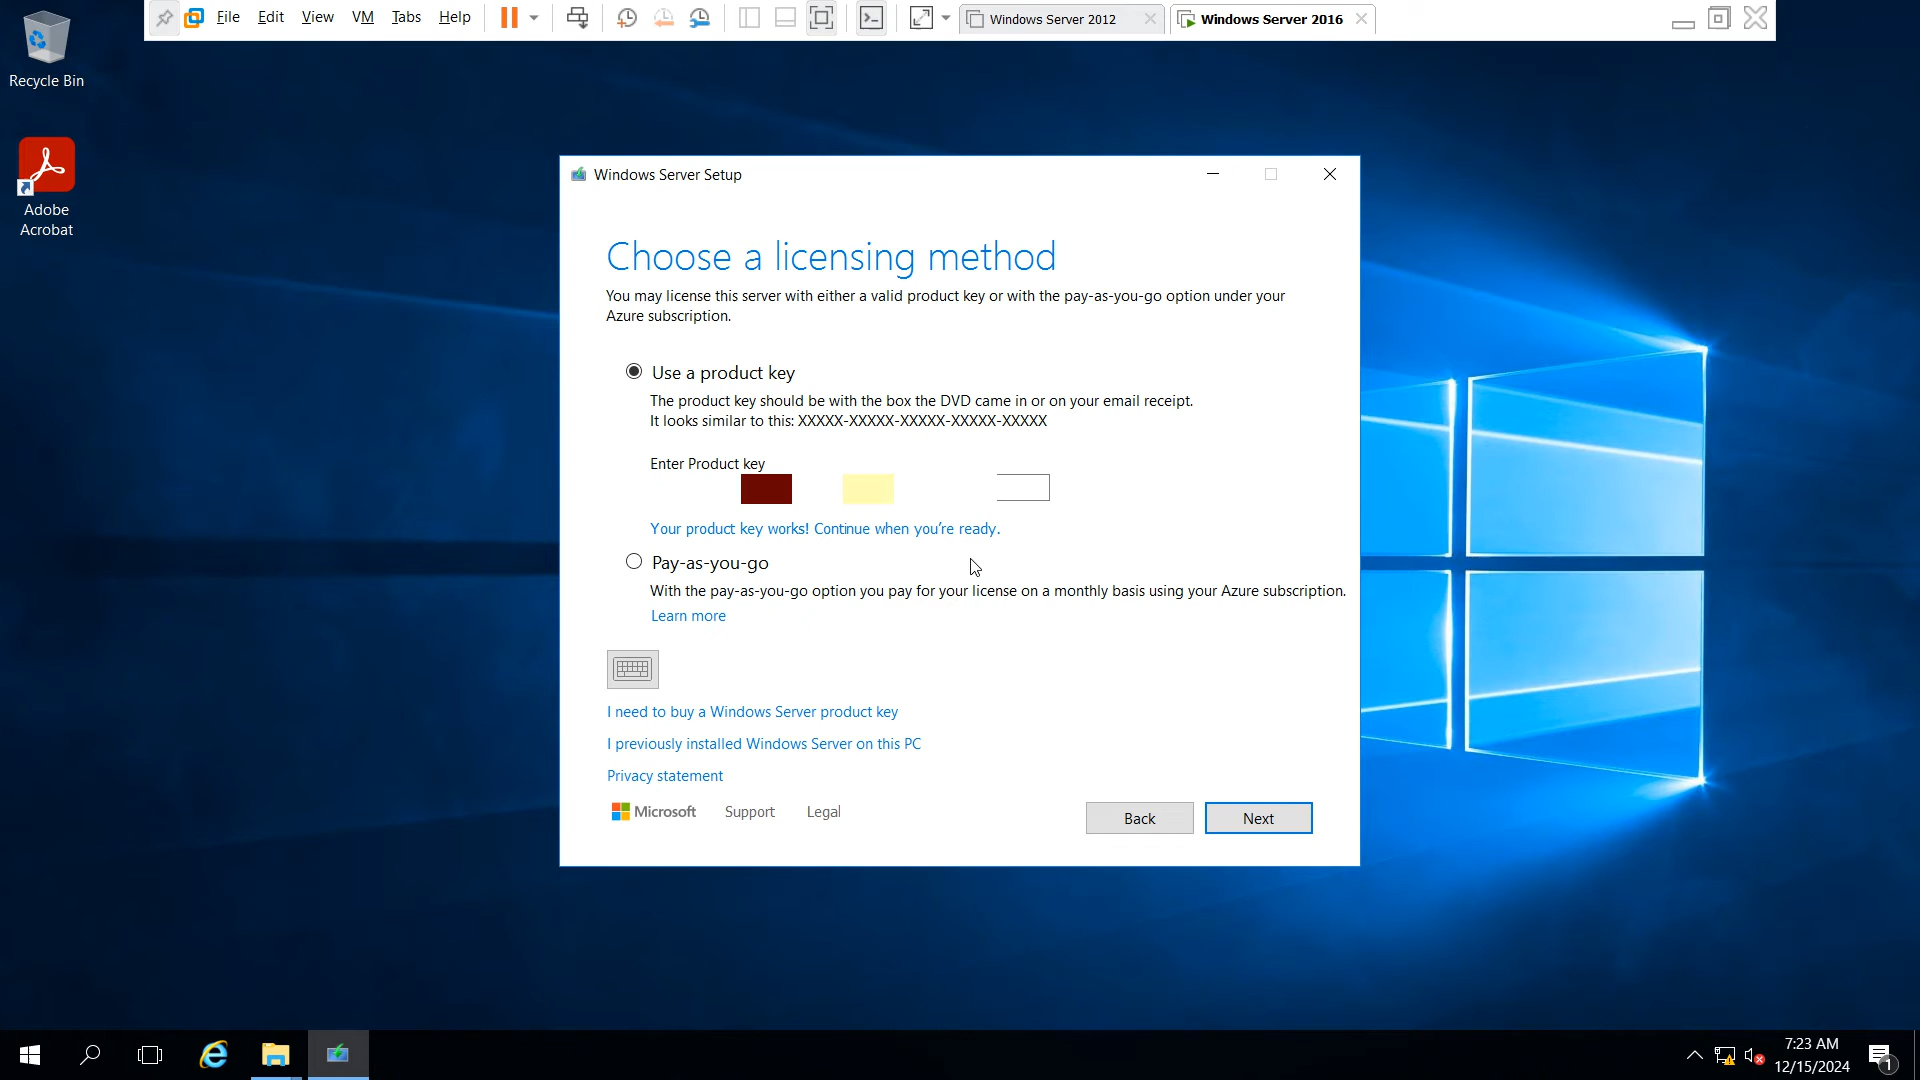 File Edit View VM Tabs Help
Windows Server 2012
Windows Server 2016
Recycle Bin
Adobe
Acrobat
Windows Server Setup
Choose a licensing method
You may license this server with either a valid product key or with the pay-as-you-go option under your
Azure subscription.
Use a product key
The product key should be with the box the DVD came in or on your email receipt.
It looks similar to this: XXXXX-XXXXX-XXXXX-XXXXX-XXXXX
Enter Product key
Your product key works! Continue when you're ready.
Pay-as-you-go
With the pay-as-you-go option you pay for your license on a monthly basis using your Azure subscription.
Learn more
I need to buy a Windows Server product key
I previously installed Windows Server on this PC
Privacy statement
Microsoft Support Legal
Back Next
7:23 AM
12/15/2024
1